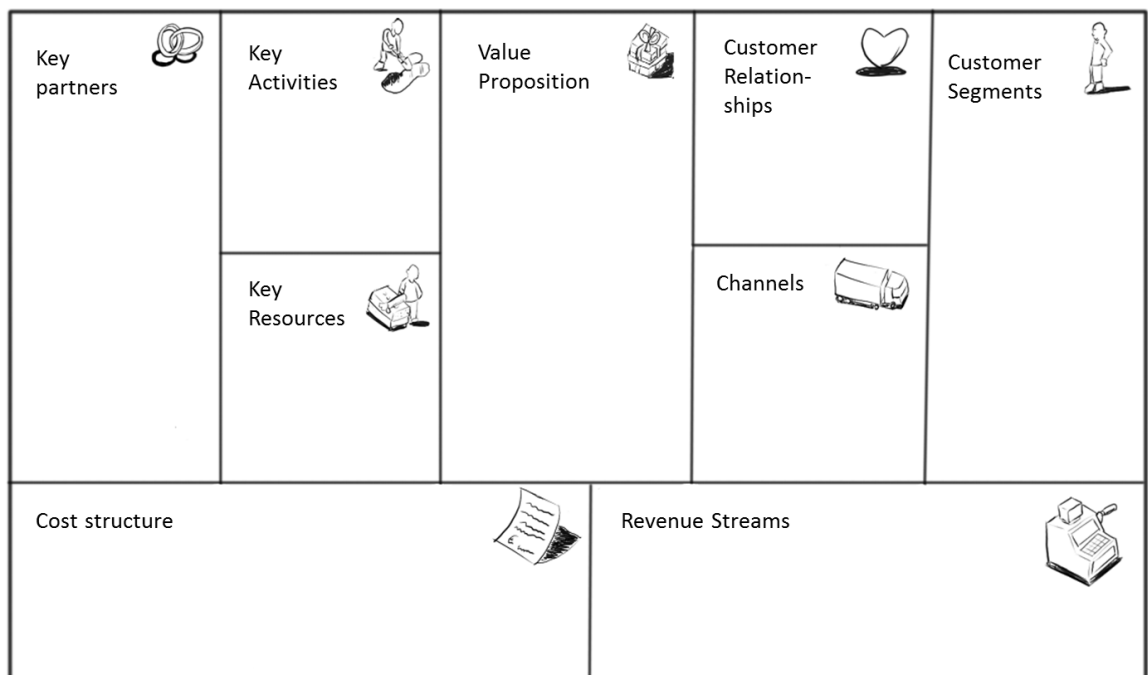 Key
partners
Key
Activities
Key
Resources
Value
Proposition
Customer
Relation-
ships
Channels
Customer
Segments
Cost structure
Revenue Streams